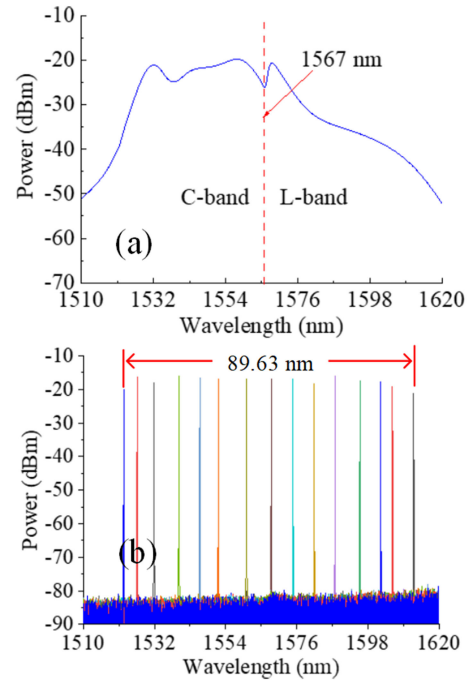 -10
-20
-30
-40
-50
-60
-70
Power (dBm)
1567 nm
C-band
L-band
(a)
1510 1532 1554 1576 1598 1620
Wavelength (nm)
-10
-20
-30
-40
-50
-60
-70
-80
-90
Power (dBm)
89.63 nm
(b)
1510 1532 1554 1576 1598 1620
Wavelength (nm)